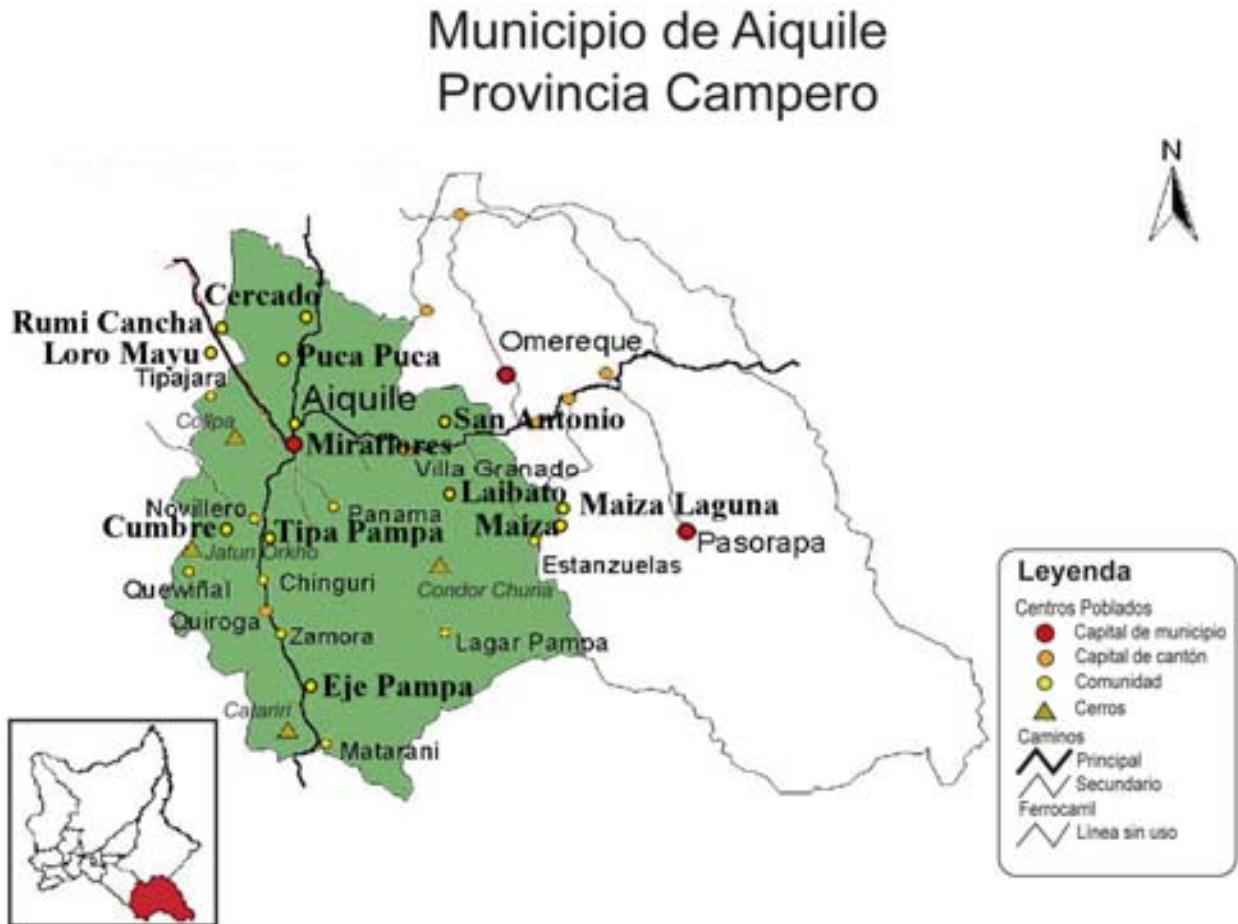 Municipio de Aiquile
Provincia Campero
N
Cercado
Rumi Cancha
Loro Mayu
Tipajara
Puca Puca
Omereque
Aiquile
Collpa
San Antonio
Miraflores
Villa Granado
Laibato
Maiza Laguna
Novillero
Panama
Cumbre
Tipa Pampa
Maiza
Pasorapa
Jatun Orkho
Estanzuelas
Quewiñal
Chinguri
Condor Churia
Quiroga
Zamora
Lagar Pampa
Eje Pampa
Calariri
Matarani
Leyenda
Centros Poblados
Capital de municipio
Capital de cantón
Comunidad
Cerros
Caminos
Principal
Secundario
Ferrocarril
Línea sin uso